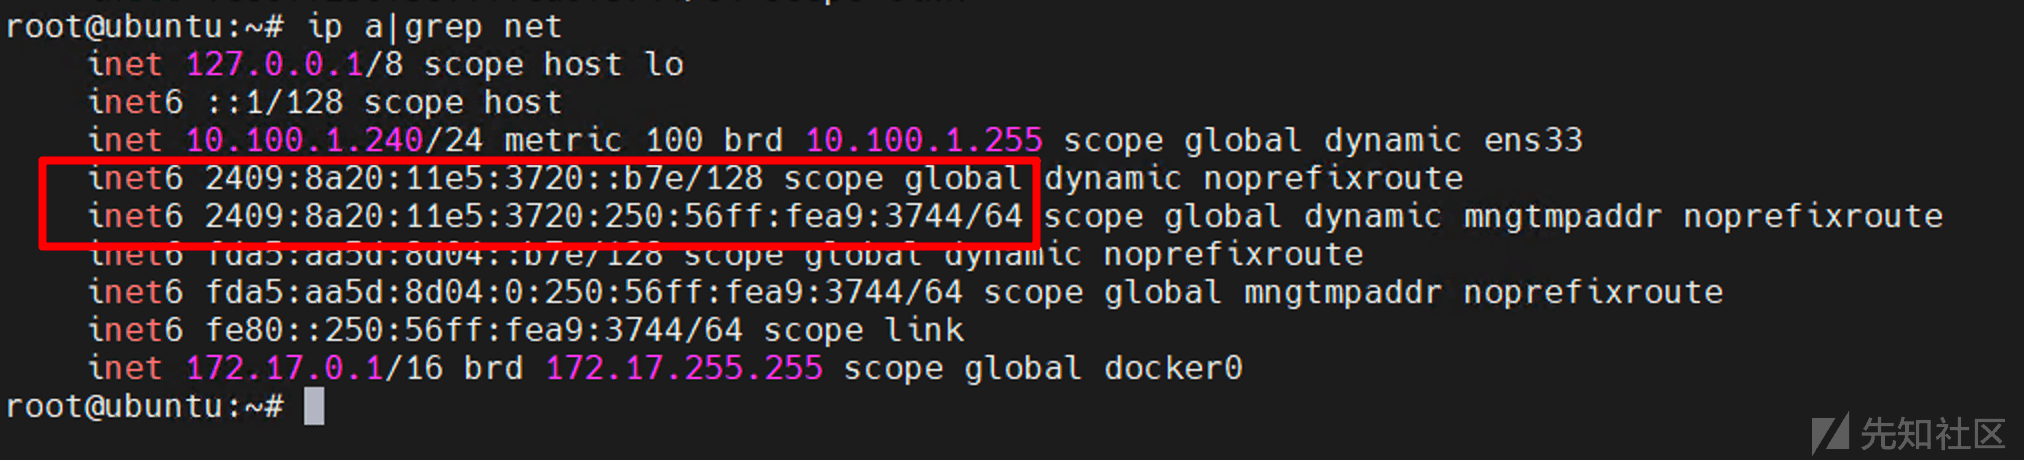 root@ubuntu:~# ip a|grep net
inet 127.0.0.1/8 scope host lo
inet6 ::1/128 scope host
inet 10.100.1.240/24 metric 100 brd 10.100.1.255 scope global dynamic ens33
inet6 2409:8a20:11e5:3720::b7e/128 scope global dynamic noprefixroute
inet6 2409:8a20:11e5:3720:250:56ff:fea9:3744/64 scope global dynamic mngtmpaddr noprefixroute
inet6 fda5:aa5d:8d04::b7e/128 scope global dynamic noprefixroute
inet6 fda5:aa5d:8d04:0:250:56ff:fea9:3744/64 scope global mngtmpaddr noprefixroute
inet6 fe80::250:56ff:fea9:3744/64 scope link
inet 172.17.0.1/16 brd 172.17.255.255 scope global docker0
root@ubuntu:~#
先知社区